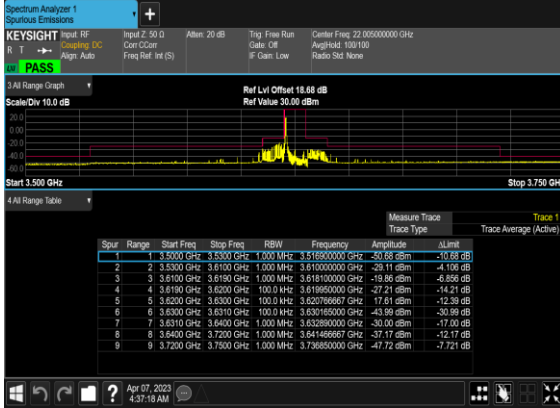 Spectrum Analyzer 1
Spurious Emissions
+
KEYSIGHT Input: RF Input Z: 50 Ω Atten: 20 dB Trig: Free Run Center Freq: 22.005000000 GHz
R T Coupling: DC Corr CCorr Gate: Off Avg|Hold: 100/100
Align: Auto Freq Ref: Int (S) IF Gain: Low Radio Std: None
LXI PASS
3 All Range Graph
Ref Lvl Offset 18.68 dB
Scale/Div 10.0 dB Ref Value 30.00 dBm
20.0
0.00
-20.0
-40.0
-60.0
Start 3.500 GHz Stop 3.750 GH
4 All Range Table
Measure Trace Trace 1
Trace Type Trace Average (Active)
Spur Range Start Freq Stop Freq RBW Frequency Amplitude ΔLimit
1 1 3.5000 GHz 3.5300 GHz 1.000 MHz 3.516900000 GHz -50.68 dBm -10.68 dB
2 2 3.5300 GHz 3.6100 GHz 1.000 MHz 3.610000000 GHz -29.11 dBm -4.106 dB
3 3 3.6100 GHz 3.6190 GHz 1.000 MHz 3.618100000 GHz -19.86 dBm -6.856 dB
4 4 3.6190 GHz 3.6200 GHz 100.0 kHz 3.619950000 GHz -27.21 dBm -14.21 dB
5 5 3.6200 GHz 3.6300 GHz 100.0 kHz 3.620766667 GHz 17.61 dBm -12.39 dB
6 6 3.6300 GHz 3.6310 GHz 100.0 kHz 3.630165000 GHz -43.99 dBm -30.99 dB
7 7 3.6310 GHz 3.6400 GHz 1.000 MHz 3.632890000 GHz -30.00 dBm -17.00 dB
8 8 3.6400 GHz 3.7200 GHz 1.000 MHz 3.641466667 GHz -37.17 dBm -12.17 dB
9 9 3.7200 GHz 3.7500 GHz 1.000 MHz 3.736850000 GHz -47.72 dBm -7.721 dB
? Apr 07, 2023
4:37:18 AM